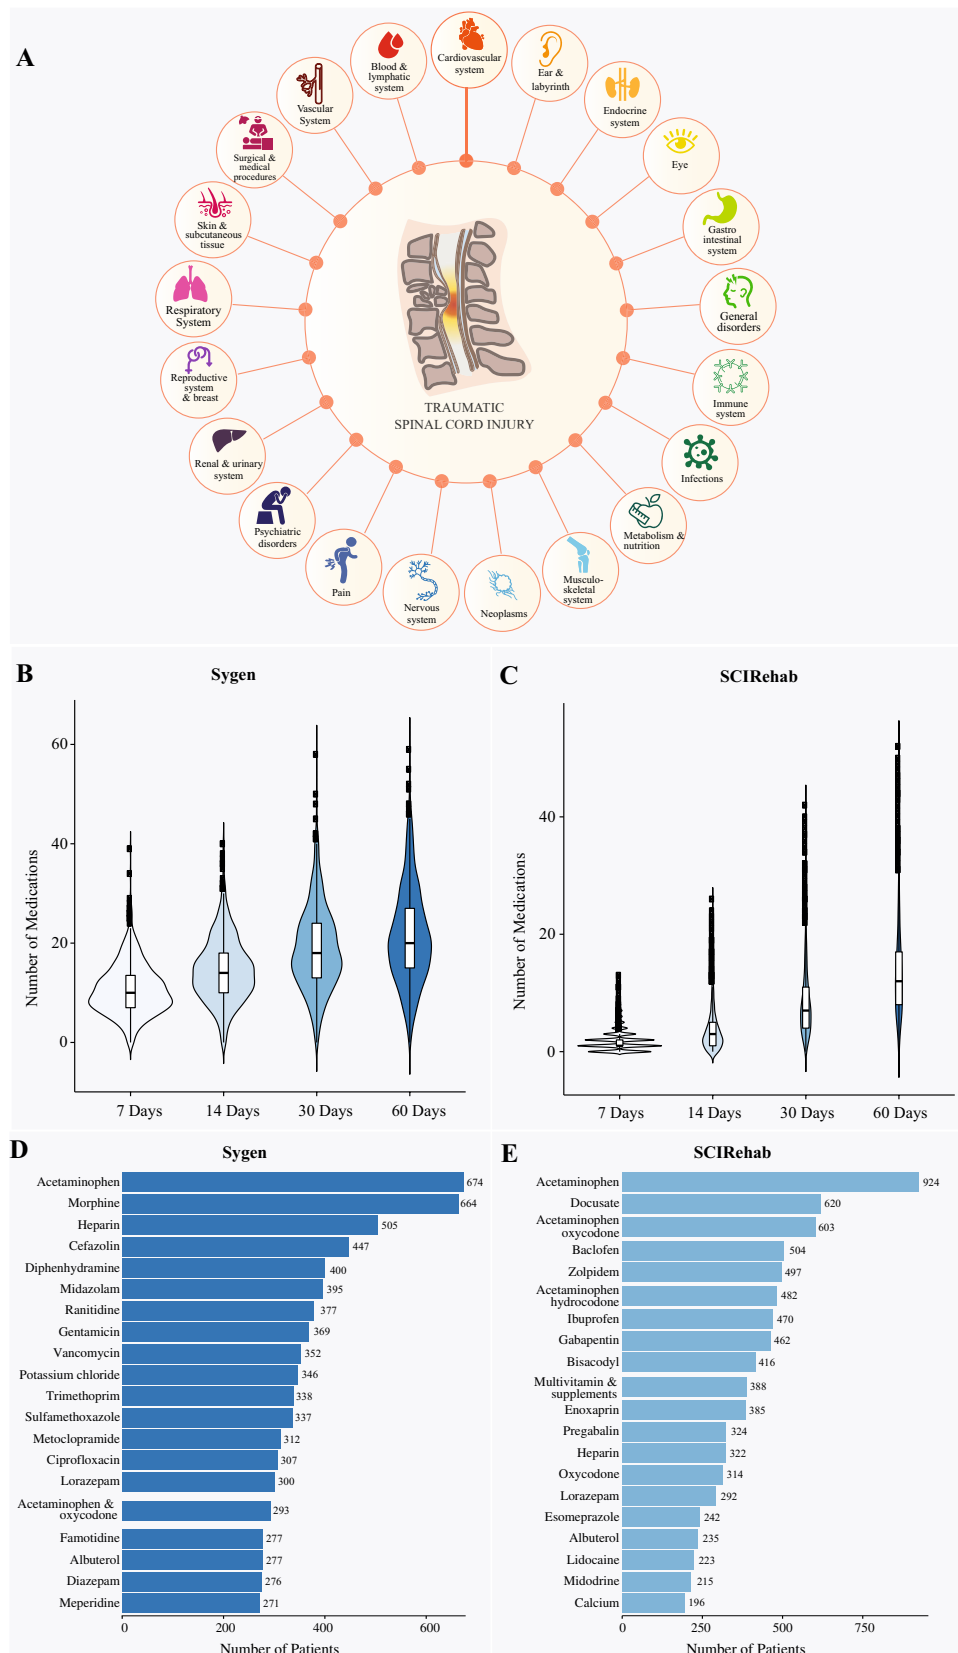 A
Cardiovascular
system
Ear &
labyrinth
Endocrine
system
Eye
Gastro
intestinal
system
General
disorders
Immune
system
Infections
Metabolism &
nutrition
Musculo-
skeletal
system
Neoplasms
Nervous
system
Pain
Psychiatric
disorders
Renal & urinary
system
Reproductive
system
& breast
Respiratory
System
Skin &
subcutaneous
tissue
Surgical &
medical
procedures
Vascular
System
Blood &
lymphatic
system
TRAUMATIC
SPINAL CORD INJURY
B
Sygen
Number of Medications
60
40
20
0
7 Days
14 Days
30 Days
60 Days
C
SCIRehab
Number of Medications
40
20
0
7 Days
14 Days
30 Days
60 Days
D
Sygen
Acetaminophen 674
Morphine 664
Heparin 505
Cefazolin 447
Diphenhydramine 400
Midazolam 395
Ranitidine 377
Gentamicin 369
Vancomycin 352
Potassium chloride 346
Trimethoprim 338
Sulfamethoxazole 337
Metoclopramide 312
Ciprofloxacin 307
Lorazepam 300
Acetaminophen &
oxycodone 293
Famotidine 277
Albuterol 277
Diazepam 276
Meperidine 271
0 200 400 600
Number of Patients
E
SCIRehab
Acetaminophen 924
Docusate 620
Acetaminophen
oxycodone 603
Baclofen 504
Zolpidem 497
Acetaminophen
hydrocodone 482
Ibuprofen 470
Gabapentin 462
Bisacodyl 416
Multivitamin &
supplements 388
Enoxaprin 385
Pregabalin 324
Heparin 322
Oxycodone 314
Lorazepam 292
Esomeprazole 242
Albuterol 235
Lidocaine 223
Midodrine 215
Calcium 196
0 250 500 750
Number of Patients